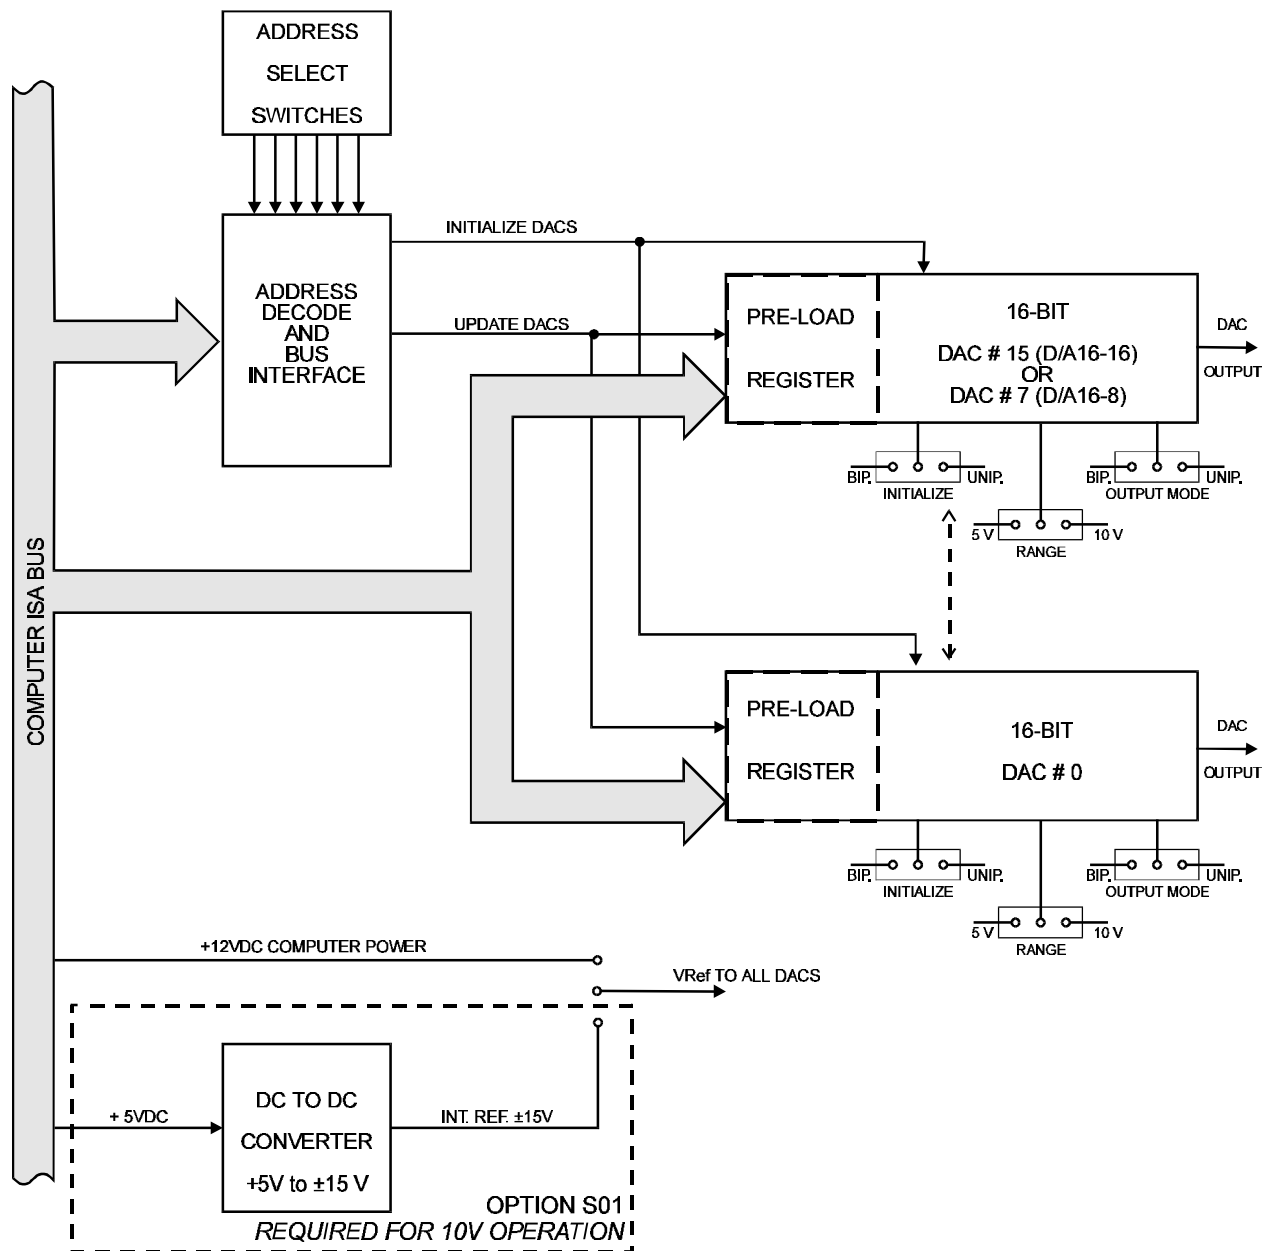 ADDRESS
SELECT
SWITCHES
INITIALIZE DACS
ADDRESS
DECODE
AND
BUS
INTERFACE
UPDATE DACS
PRE-LOAD
REGISTER
16-BIT
DAC # 15 (D/A16-16)
OR
DAC # 7 (D/A16-8)
DAC
OUTPUT
BIP.
UNIP.
INITIALIZE
BIP.
UNIP.
OUTPUT MODE
5 V
10 V
RANGE
COMPUTER ISA BUS
PRE-LOAD
REGISTER
16-BIT
DAC # 0
DAC
OUTPUT
BIP.
UNIP.
INITIALIZE
BIP.
UNIP.
OUTPUT MODE
5 V
10 V
RANGE
+12VDC COMPUTER POWER
VRef TO ALL DACS
+ 5VDC
DC TO DC
CONVERTER
+5V to ±15 V
INT. REF. ±15V
OPTION S01
REQUIRED FOR 10V OPERATION